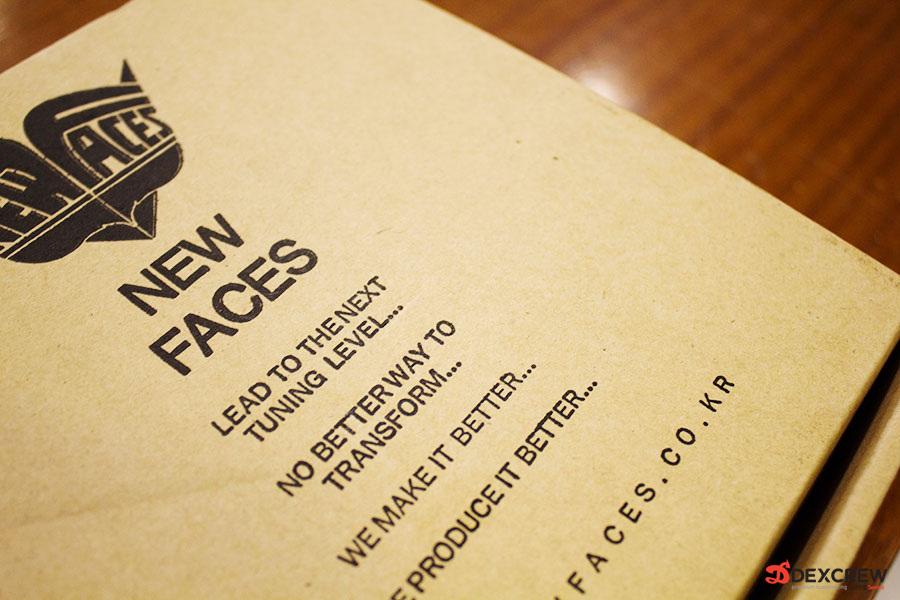 FACES
NEW
FACES
LEAD TO THE NEXT
TUNING LEVEL...
NO BETTER WAY TO
TRANSFORM...
WE MAKE IT BETTER...
PRODUCE IT BETTER...
FACES.CO.KR
DEXCREW